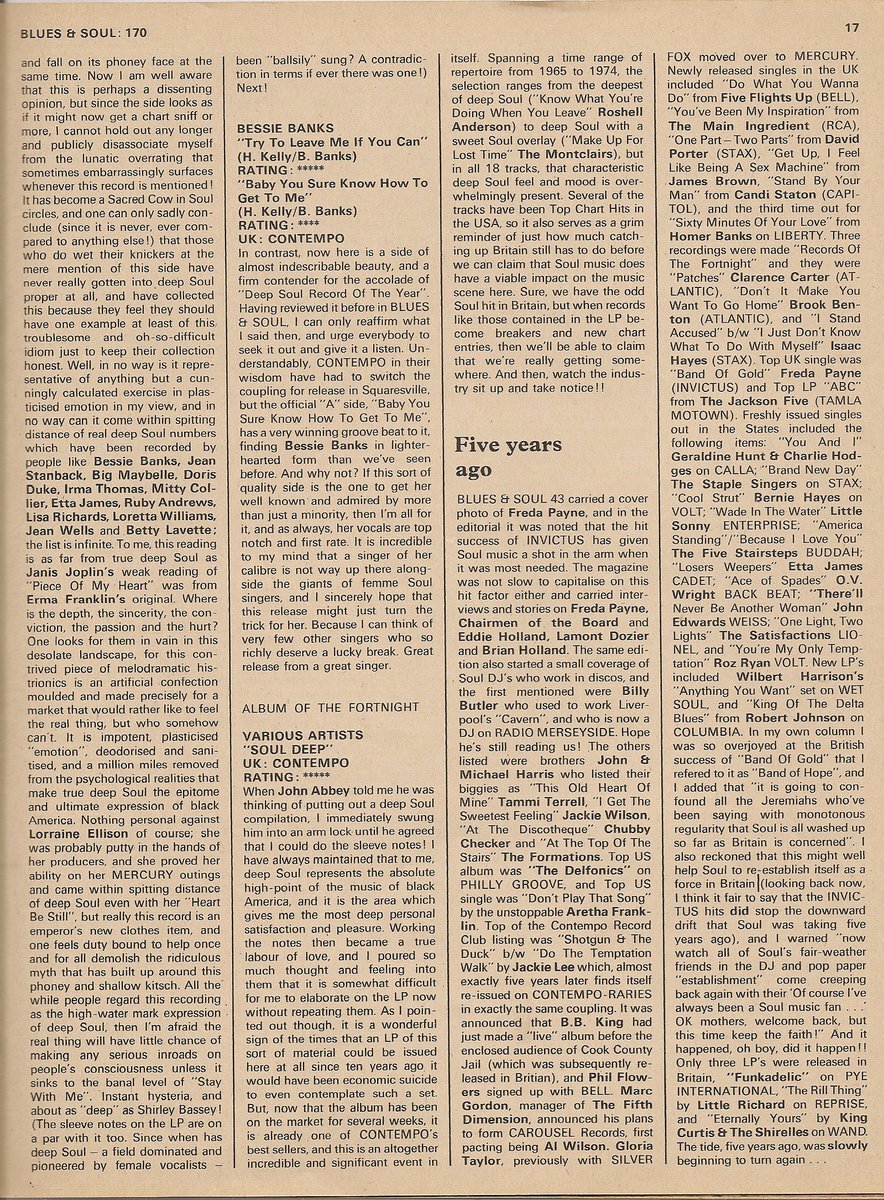 BLUES & SOUL: 170
17
and fall on its phoney face at the
same time. Now I am well aware
that this is perhaps a dissenting
opinion, but since the side looks as
if it might now get a chart sniff or
more, I cannot hold out any longer
and publicly disassociate myself
from the lunatic overrating that
sometimes embarrassingly surfaces
whenever this record is mentioned!
It has become a Sacred Cow in Soul
circles, and one can only sadly con-
clude (since it is never, ever com-
pared to anything else!) that those
who do wet their knickers at the
mere mention of this side have
never really gotten into deep Soul
proper at all, and have collected
this because they feel they should
have one example at least of this
troublesome and oh-so-difficult
idiom just to keep their collection
honest. Well, in no way is it repre-
sentative of anything but a cun-
ningly calculated exercise in plas-
ticised emotion in my view, and in
no way can it come within spitting
distance of real deep Soul numbers
which have been recorded by
people like Bessie Banks, Jean
Stanback, Big Maybelle, Doris
Duke, Irma Thomas, Mitty Col-
lier, Etta James, Ruby Andrews,
Lisa Richards, Loretta Williams,
Jean Wells and Betty Lavette;
the list is infinite. To me, this reading
is as far from true deep Soul as
Janis Joplin's weak reading of
"Piece Of My Heart" was from
Erma Franklin's original. Where
is the depth, the sincerity, the con-
viction, the passion and the hurt?
One looks for them in vain in this
desolate landscape, for this con-
trived piece of melodramatic his-
trionics is an artificial confection
moulded and made precisely for a
market that would rather like to feel
the real thing, but who somehow
can't. It is impotent, plasticised
"emotion", deodorised and sani-
tised, and a million miles removed
from the psychological realities that
make true deep Soul the epitome
and ultimate expression of black
America. Nothing personal against
Lorraine Ellison of course; she
was probably putty in the hands of
her producers, and she proved her
ability on her MERCURY outings
and came within spitting distance
of deep Soul even with her "Heart
Be Still", but really this record is an
emperor's new clothes item, and
one feels duty bound to help once
and for all demolish the ridiculous
myth that has built up around this
phoney and shallow kitsch. All the
while people regard this recording
as the high-water mark expression
of deep Soul, then I'm afraid the
real thing will have little chance of
making any serious inroads on
people's consciousness unless it
sinks to the banal level of "Stay
With Me". Instant hysteria, and
about as "deep" as Shirley Bassey!
(The sleeve notes on the LP are on
a par with it too. Since when has
deep Soul – a field dominated and
pioneered by female vocalists –
been "ballsily" sung? A contradic-
tion in terms if ever there was one!)
Next!
BESSIE BANKS
"Try To Leave Me If You Can"
(H. Kelly/B. Banks)
RATING: *****
"Baby You Sure Know How To
Get To Me"
(H. Kelly/B. Banks)
RATING: ****
UK: CONTEMPO
In contrast, now here is a side of
almost indescribable beauty, and a
firm contender for the accolade of
"Deep Soul Record Of The Year".
Having reviewed it before in BLUES
& SOUL, I can only reaffirm what
I said then, and urge everybody to
seek it out and give it a listen. Un-
derstandably, CONTEMPO in their
wisdom have had to switch the
coupling for release in Squaresville,
but the official "A" side, "Baby You
Sure Know How To Get To Me",
has a very winning groove beat to it,
finding Bessie Banks in lighter-
hearted form than we've seen
before. And why not? If this sort of
quality side is the one to get her
well known and admired by more
than just a minority, then I'm all for
it, and as always, her vocals are top
notch and first rate. It is incredible
to my mind that a singer of her
calibre is not way up there along-
side the giants of femme Soul
singers, and I sincerely hope that
this release might just turn the
trick for her. Because I can think of
very few other singers who so
richly deserve a lucky break. Great
release from a great singer.
ALBUM OF THE FORTNIGHT
VARIOUS ARTISTS
"SOUL DEEP"
UK: CONTEMPO
RATING: *****
When John Abbey told me he was
thinking of putting out a deep Soul
compilation, I immediately swung
him into an arm lock until he agreed
that I could do the sleeve notes! I
have always maintained that to me,
deep Soul represents the absolute
high-point of the music of black
America, and it is the area which
gives me the most deep personal
satisfaction and pleasure. Working
the notes then became a true
labour of love, and I poured so
much thought and feeling into
them that it is somewhat difficult
for me to elaborate on the LP now
without repeating them. As I poin-
ted out though, it is a wonderful
sign of the times that an LP of this
sort of material could be issued
here at all since ten years ago it
would have been economic suicide
to even contemplate such a set.
But, now that the album has been
on the market for several weeks, it
is already one of CONTEMPO's
best sellers, and this is an altogether
incredible and significant event in
itself. Spanning a time range of
repertoire from 1965 to 1974, the
selection ranges from the deepest
of deep Soul ("Know What You're
Doing When You Leave" Roshell
Anderson) to deep Soul with a
sweet Soul overlay ("Make Up For
Lost Time" The Montclairs), but
in all 18 tracks, that characteristic
deep Soul feel and mood is over-
whelmingly present. Several of the
tracks have been Top Chart Hits in
the USA, so it also serves as a grim
reminder of just how much catch-
ing up Britain still has to do before
we can claim that Soul music does
have a viable impact on the music
scene here. Sure, we have the odd
Soul hit in Britain, but when records
like those contained in the LP be-
come breakers and new chart
entries, then we'll be able to claim
that we're really getting some-
where. And then, watch the indus-
try sit up and take notice!!
Five years
ago
BLUES & SOUL 43 carried a cover
photo of Freda Payne, and in the
editorial it was noted that the hit
success of INVICTUS has given
Soul music a shot in the arm when
it was most needed. The magazine
was not slow to capitalise on this
hit factor either and carried inter-
views and stories on Freda Payne,
Chairmen of the Board and
Eddie Holland, Lamont Dozier
and Brian Holland. The same edi-
tion also started a small coverage of
Soul DJ's who work in discos, and
the first mentioned were Billy
Butler who used to work Liver-
pool's "Cavern", and who is now a
DJ on RADIO MERSEYSIDE. Hope
he's still reading us! The others
listed were brothers John &
Michael Harris who listed their
biggies as "This Old Heart Of
Mine" Tammi Terrell, "I Get The
Sweetest Feeling" Jackie Wilson,
"At The Discotheque" Chubby
Checker and "At The Top Of The
Stairs" The Formations. Top US
album was "The Delfonics" on
PHILLY GROOVE, and Top US
single was "Don't Play That Song"
by the unstoppable Aretha Frank-
lin. Top of the Contempo Record
Club listing was "Shotgun & The
Duck" b/w "Do The Temptation
Walk" by Jackie Lee which, almost
exactly five years later finds itself
re-issued on CONTEMPO-RARIES
in exactly the same coupling. It was
announced that B.B. King had
just made a "live" album before the
enclosed audience of Cook County
Jail (which was subsequently re-
leased in Britian), and Phil Flow-
ers signed up with BELL. Marc
Gordon, manager of The Fifth
Dimension, announced his plans
to form CAROUSEL Records, first
pacting being Al Wilson. Gloria
Taylor, previously with SILVER
FOX moved over to MERCURY.
Newly released singles in the UK
included "Do What You Wanna
Do" from Five Flights Up (BELL),
"You've Been My Inspiration" from
The Main Ingredient (RCA),
"One Part – Two Parts" from David
Porter (STAX), "Get Up, I Feel
Like Being A Sex Machine" from
James Brown, "Stand By Your
Man" from Candi Staton (CAPI-
TOL), and the third time out for
"Sixty Minutes Of Your Love" from
Homer Banks on LIBERTY. Three
recordings were made "Records Of
The Fortnight" and they were
"Patches" Clarence Carter (AT-
LANTIC), "Don't It Make You
Want To Go Home" Brook Ben-
ton (ATLANTIC), and "I Stand
Accused" b/w "I Just Don't Know
What To Do With Myself" Isaac
Hayes (STAX). Top UK single was
"Band Of Gold" Freda Payne
(INVICTUS) and Top LP "ABC"
from The Jackson Five (TAMLA
MOTOWN). Freshly issued singles
out in the States included the
following items: "You And I"
Geraldine Hunt & Charlie Hod-
ges on CALLA; "Brand New Day"
The Staple Singers on STAX;
"Cool Strut" Bernie Hayes on
VOLT; "Wade In The Water" Little
Sonny ENTERPRISE; "America
Standing"/"Because I Love You"
The Five Stairsteps BUDDAH;
"Losers Weepers" Etta James
CADET; "Ace of Spades" O.V.
Wright BACK BEAT; "There'll
Never Be Another Woman" John
Edwards WEISS; "One Light, Two
Lights" The Satisfactions LIO-
NEL, and "You're My Only Temp-
tation" Roz Ryan VOLT. New LP's
included Wilbert Harrison's
"Anything You Want" set on WET
SOUL, and "King Of The Delta
Blues" from Robert Johnson on
COLUMBIA. In my own column I
was so overjoyed at the British
success of "Band Of Gold" that I
refered to it as "Band of Hope", and
I added that "it is going to con-
found all the Jeremiahs who've
been saying with monotonous
regularity that Soul is all washed up
so far as Britain is concerned". I
also reckoned that this might well
help Soul to re-establish itself as a
force in Britain (looking back now,
I think it fair to say that the INVIC-
TUS hits did stop the downward
drift that Soul was taking five
years ago), and I warned "now
watch all of Soul's fair-weather
friends in the DJ and pop paper
"establishment" come creeping
back again with their 'Of course I've
always been a Soul music fan . . .'
OK mothers, welcome back, but
this time keep the faith!" And it
happened, oh boy, did it happen!!
Only three LP's were released in
Britain, "Funkadelic" on PYE
INTERNATIONAL, "The Rill Thing"
by Little Richard on REPRISE,
and "Eternally Yours" by King
Curtis & The Shirelles on WAND.
The tide, five years ago, was slowly
beginning to turn again . . .